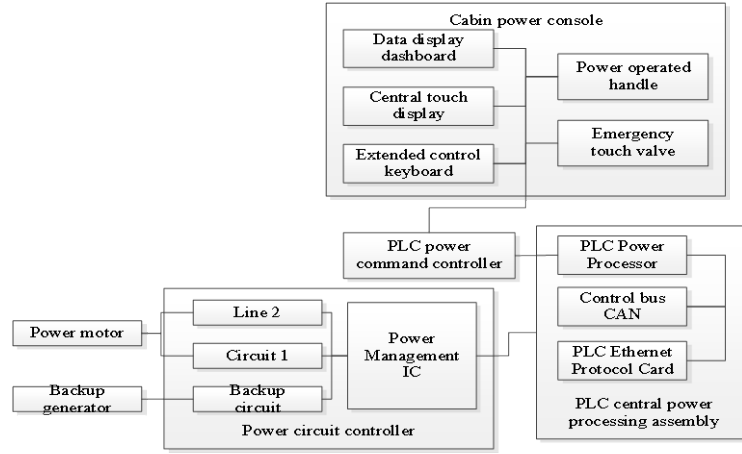 Cabin power console
Data display
dashboard
Power operated
handle
Central touch
display
Emergency
touch valve
Extended control
keyboard
PLC power
command controller
PLC Power
Processor
Control bus
CAN
PLC Ethernet
Protocol Card
PLC central power
processing assembly
Power motor
Line 2
Circuit 1
Power
Management
IC
Backup
generator
Backup
circuit
Power circuit controller